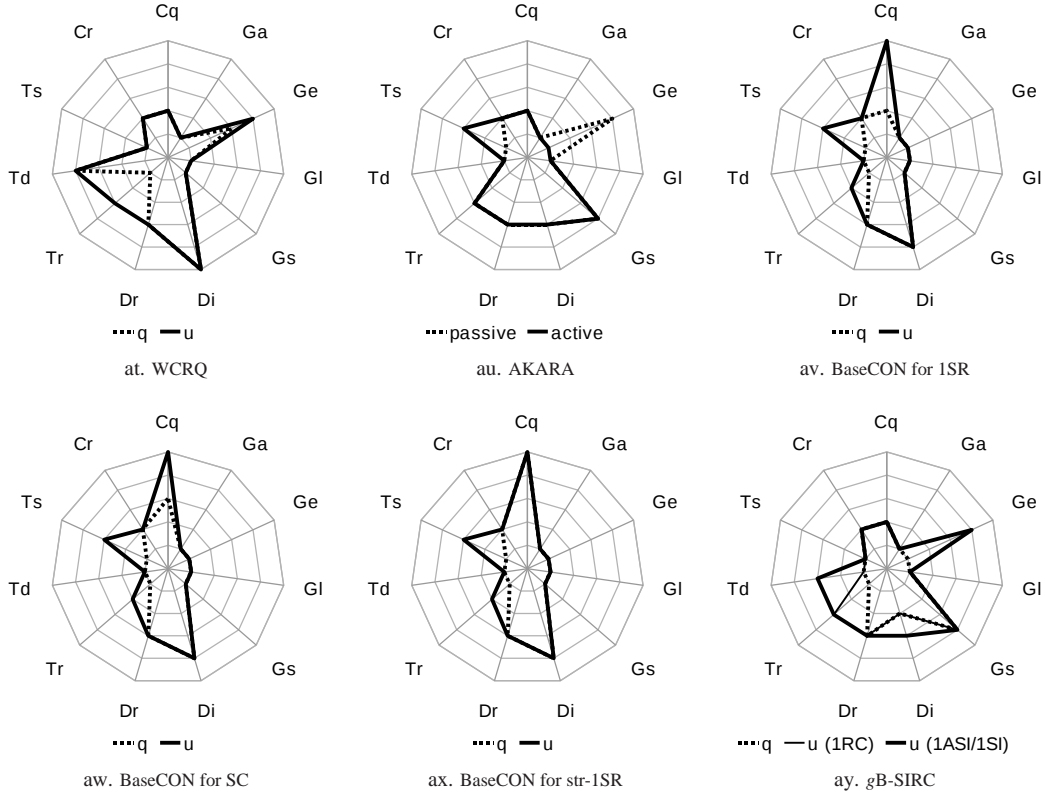 Cq
Cr Ga
Ts Ge
Td Gl
Tr Gs
Dr Di
q u
at. WCRQ
Cq
Cr Ga
Ts Ge
Td Gl
Tr Gs
Dr Di
passive active
au. AKARA
Cq
Cr Ga
Ts Ge
Td Gl
Tr Gs
Dr Di
q u
av. BaseCON for 1SR
Cq
Cr Ga
Ts Ge
Td Gl
Tr Gs
Dr Di
q u
aw. BaseCON for SC
Cq
Cr Ga
Ts Ge
Td Gl
Tr Gs
Dr Di
q u
ax. BaseCON for str-1SR
Cq
Cr Ga
Ts Ge
Td Gl
Tr Gs
Dr Di
q u (1RC) u (1ASI/1SI)
ay. gB-SIRC